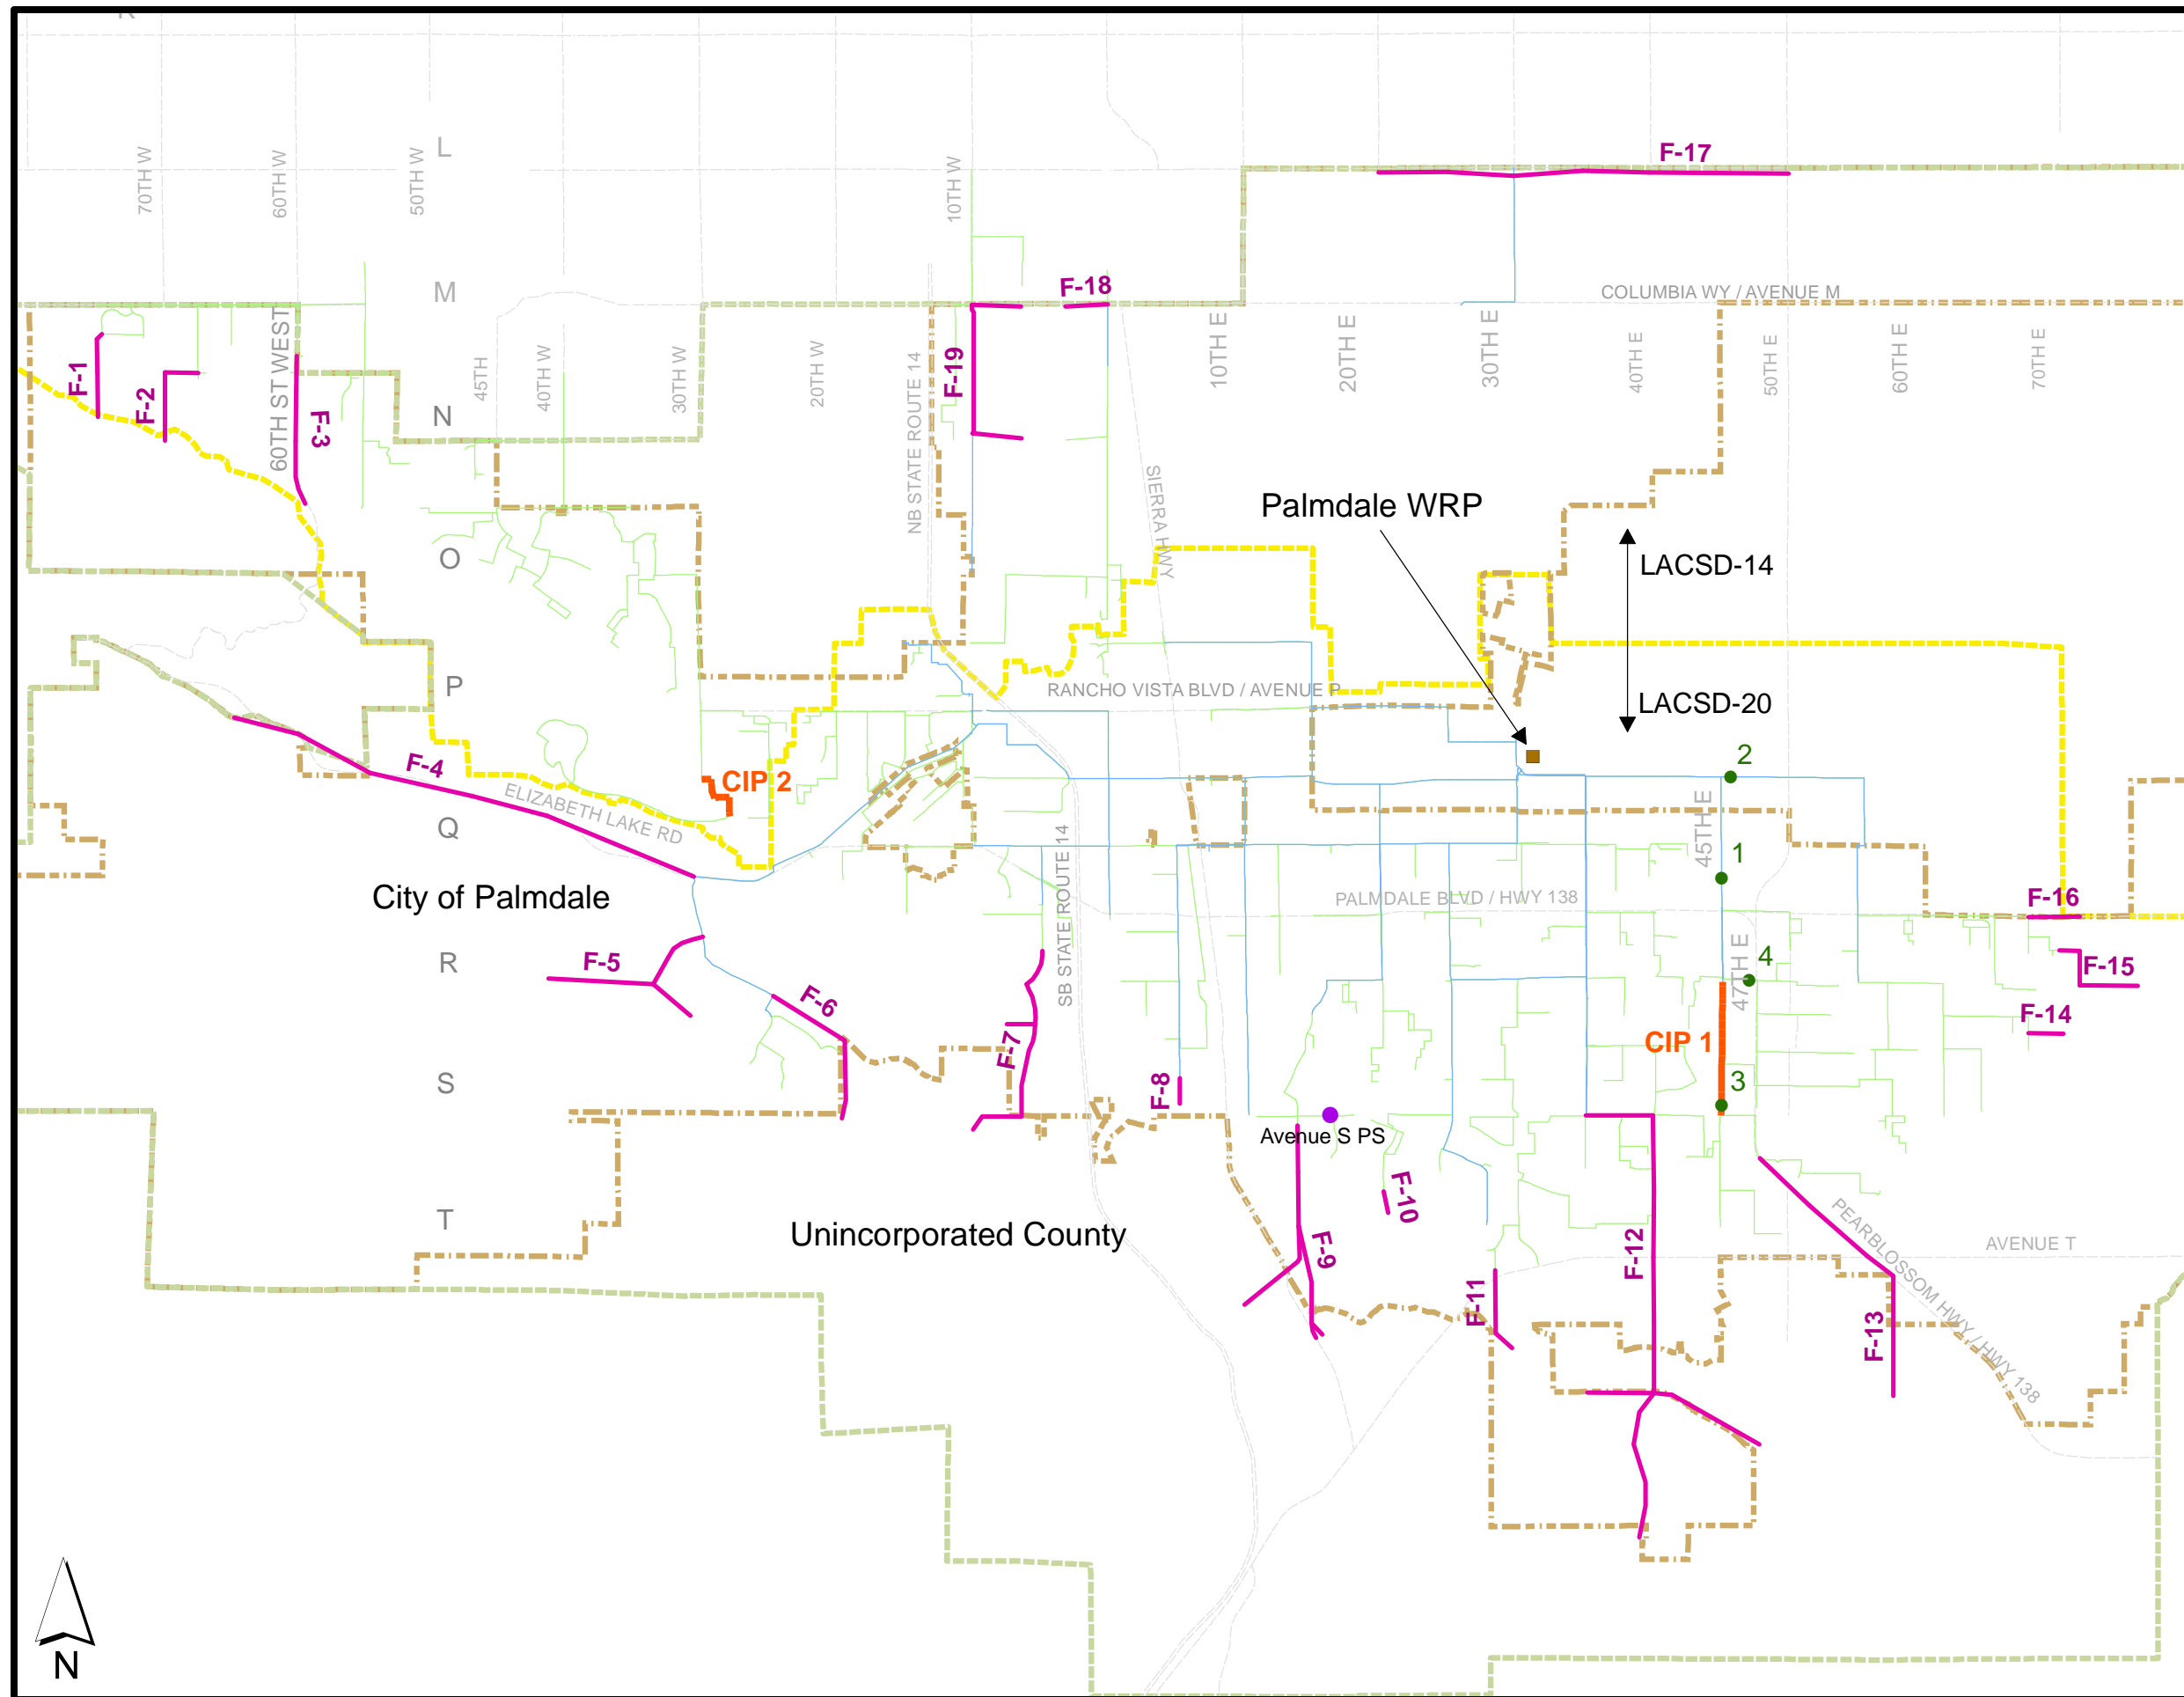 L
F-17
70TH W
60TH W
50TH W
10TH W
M
F-18
COLUMBIA WY / AVENUE M
60TH ST WEST
F-1
F-2
F-3
N
45TH
40TH W
30TH W
20TH W
NB STATE ROUTE 14
F-19
10TH E
20TH E
30TH E
40TH E
50TH E
60TH E
70TH E
SIERRA HWY
Palmdale WRP
O
LACSD-14
P
RANCHO VISTA BLVD / AVENUE P
LACSD-20
F-4
CIP 2
2
ELIZABETH LAKE RD
Q
45TH E
1
City of Palmdale
SB STATE ROUTE 14
PALMDALE BLVD / HWY 138
F-16
R
F-5
4
47TH E
F-15
F-6
F-14
F-7
CIP 1
S
F-8
3
Avenue S PS
F-10
T
Unincorporated County
F-9
F-12
PEARBLOSSOM HWY / HWY 138
AVENUE T
F-11
F-13
N